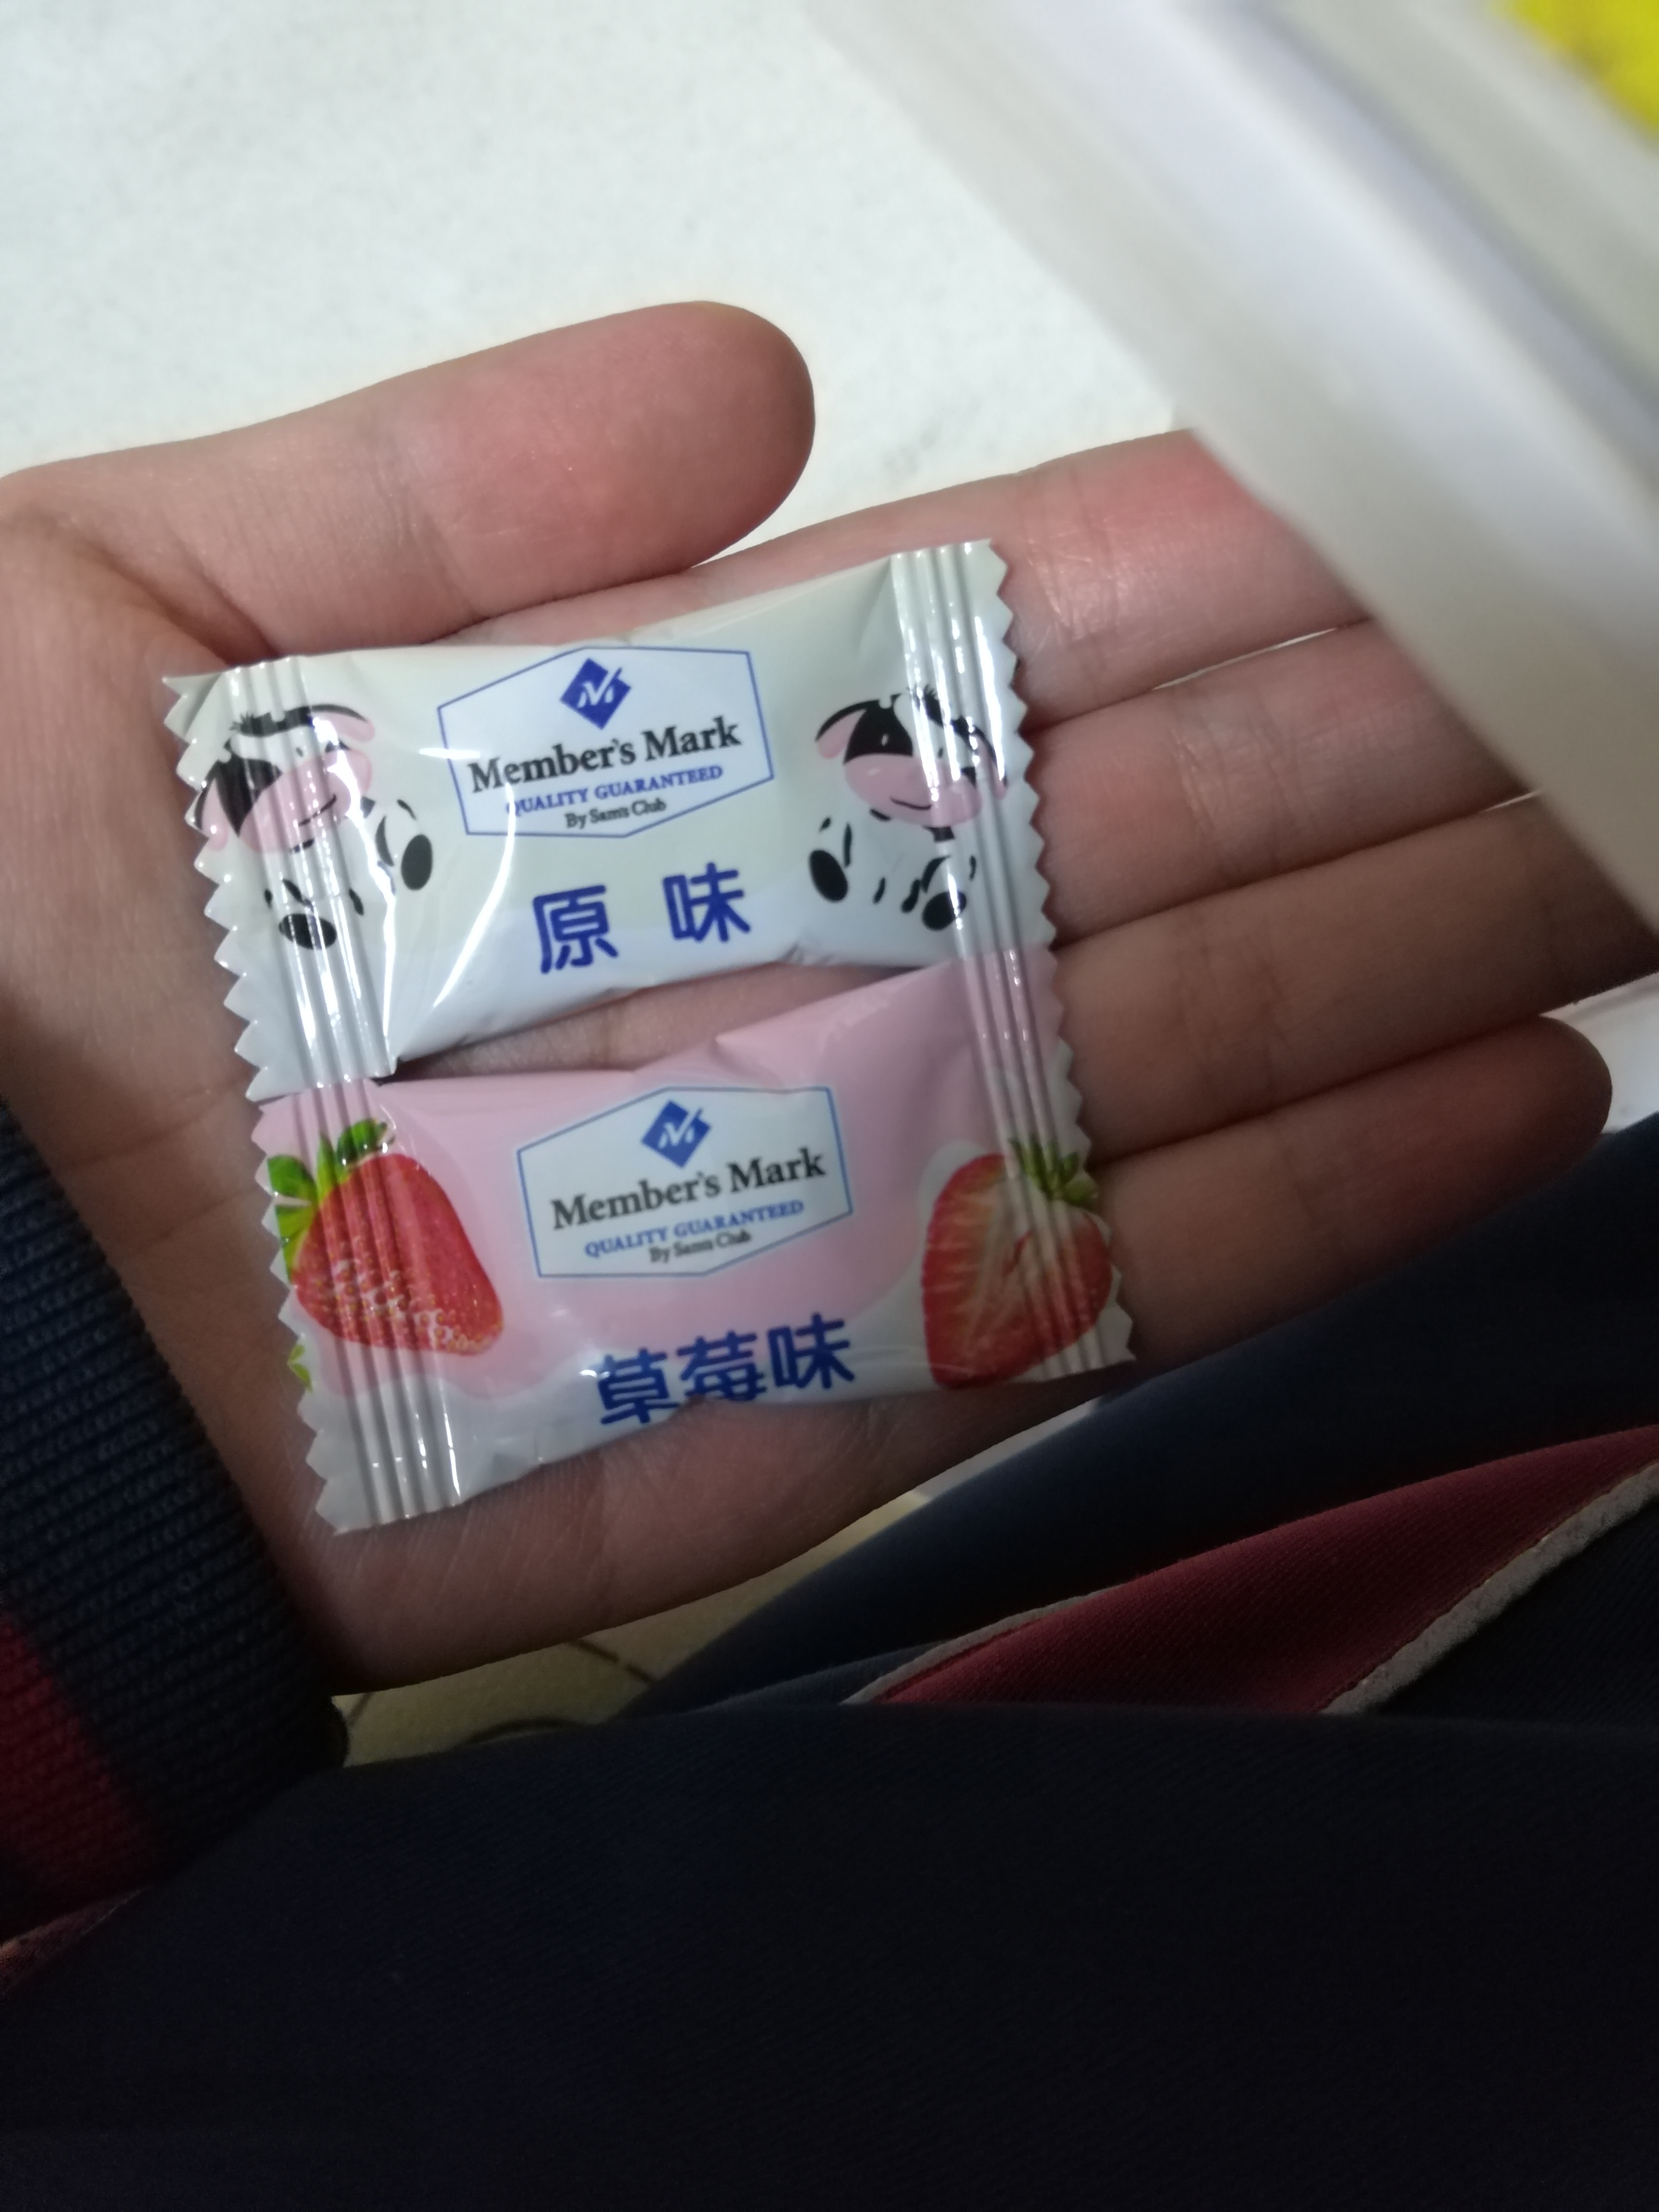 Member's Mark
QUALITY GUARANTEED
By Sam's Club
原味
Member's Mark
QUALITY GUARANTEED
By Sam's Club
草莓味